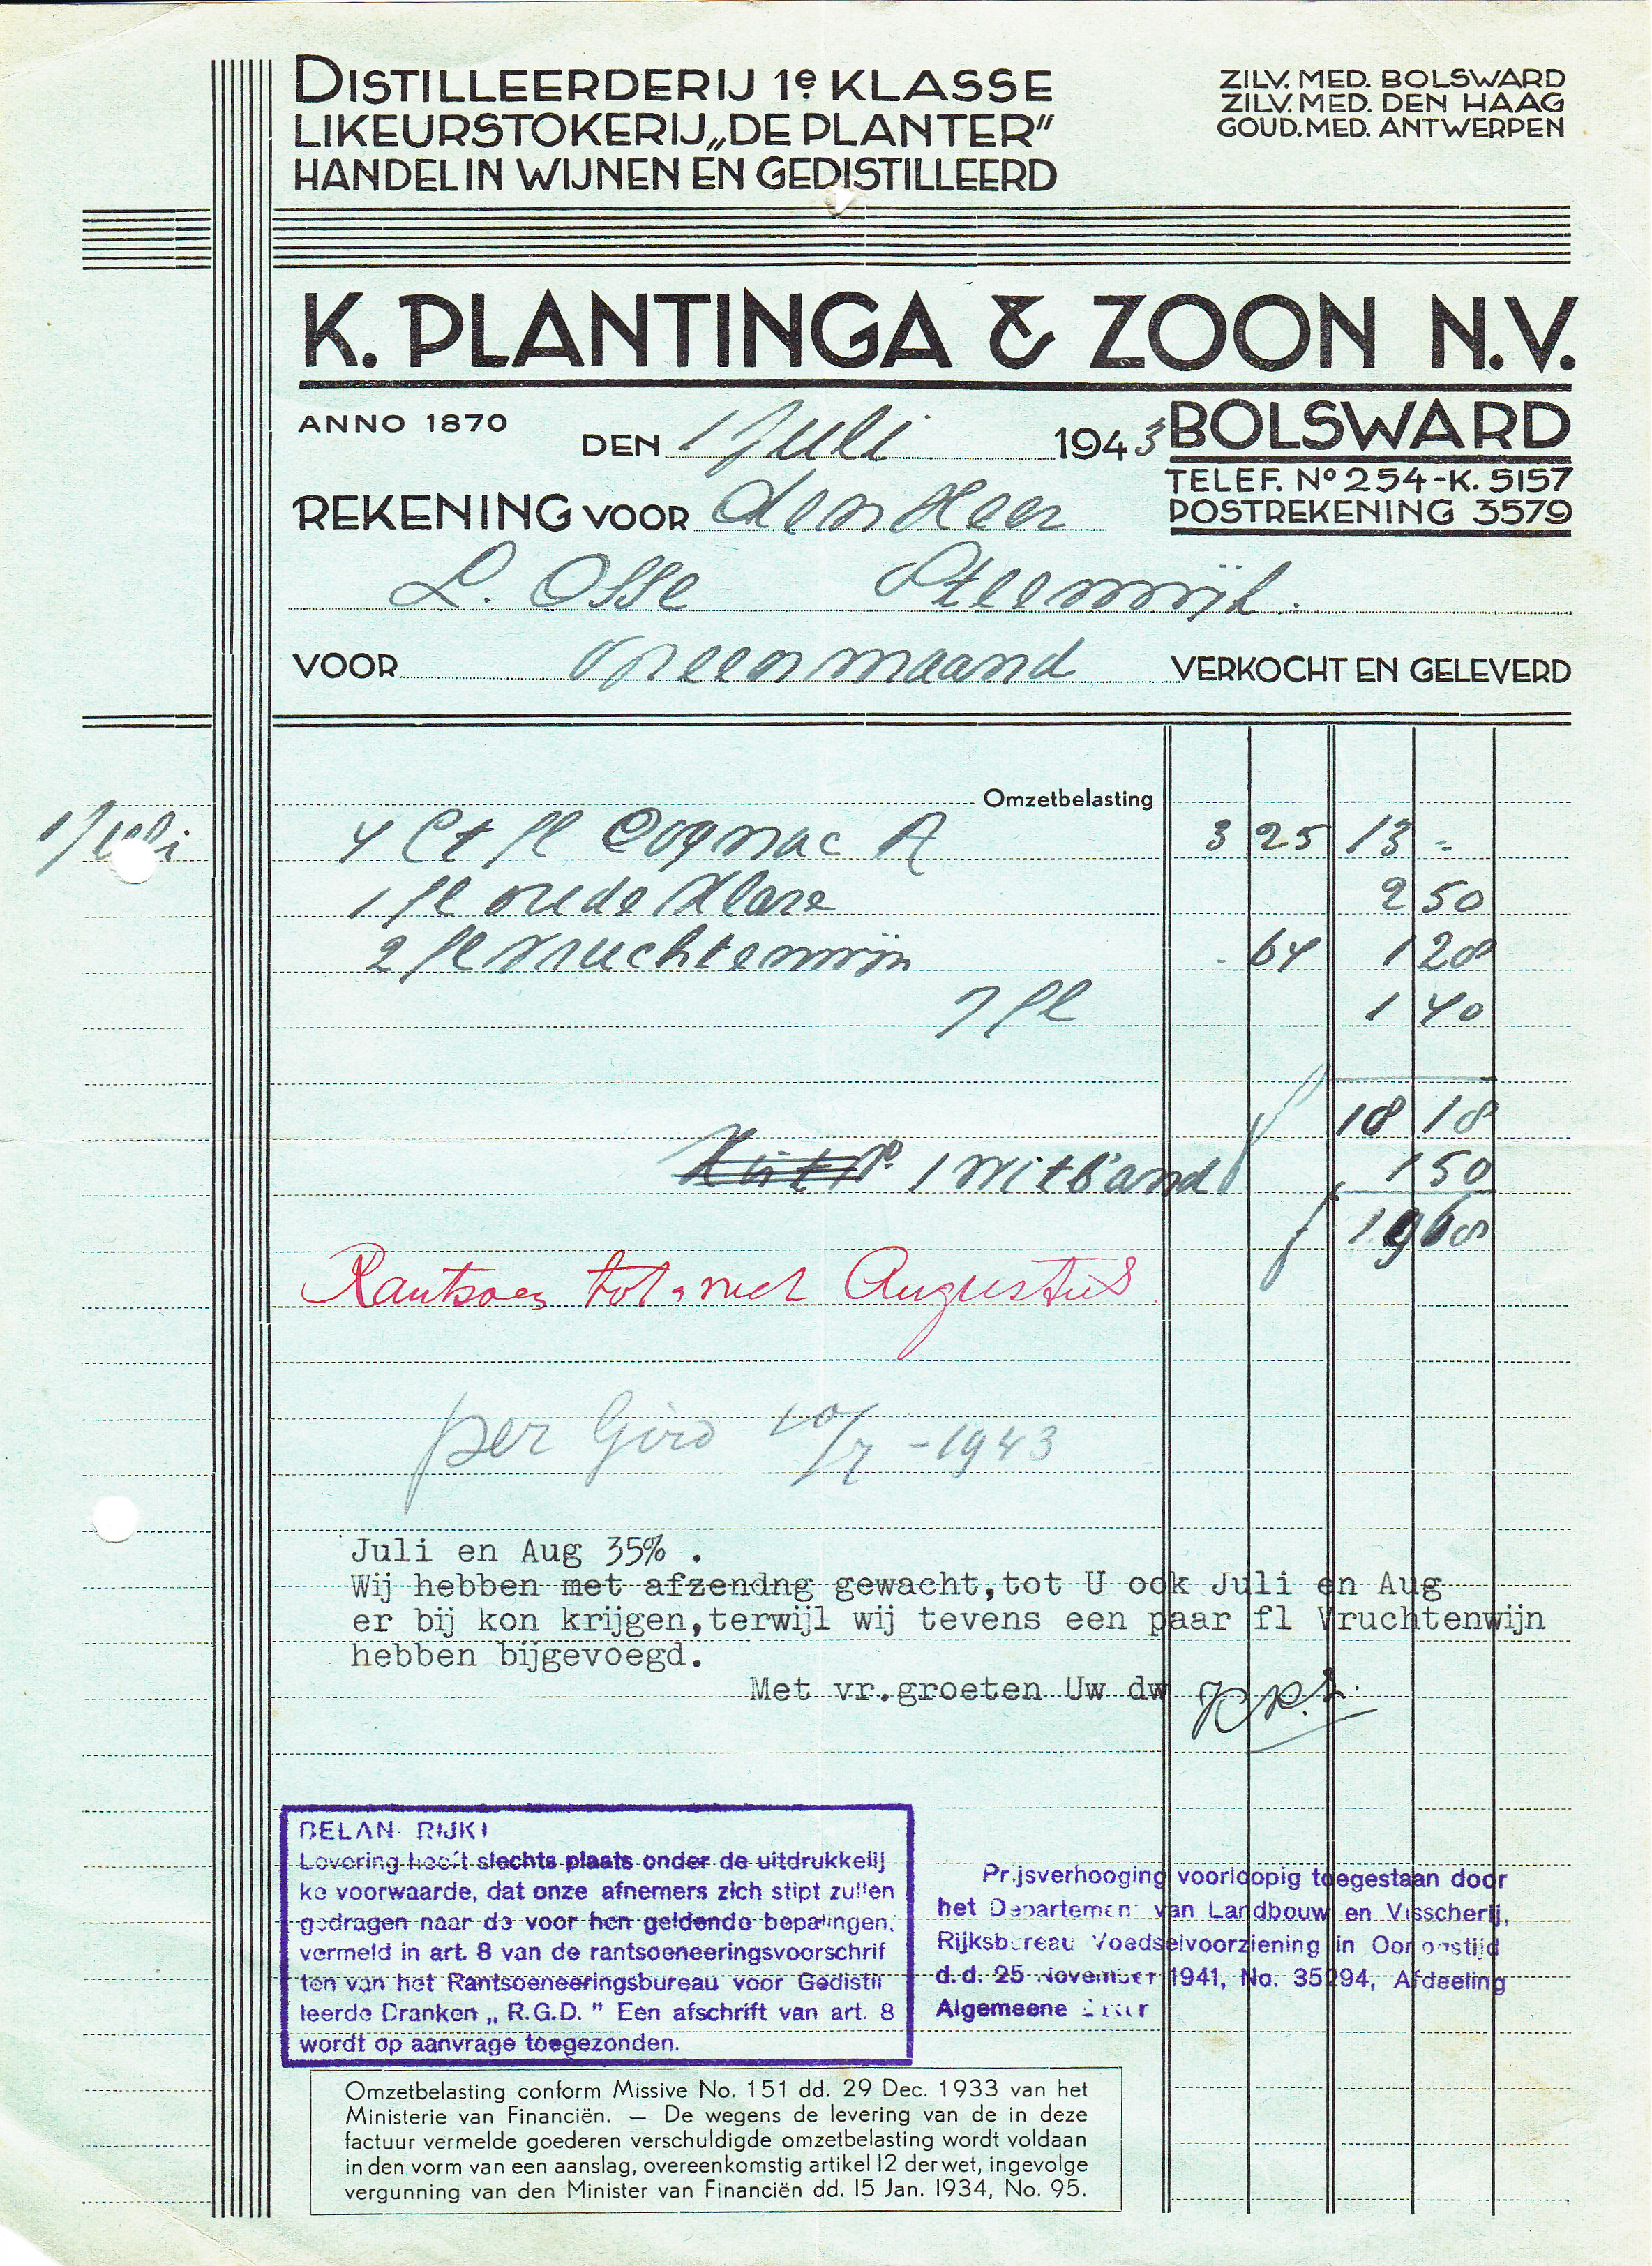 DISTILLEERDERIJ 1e KLASSE
LIKEURSTOKERIJ „DE PLANTER"
HANDEL IN WIJNEN EN GEDISTILLEERD
ZILV. MED. BOLSWARD
ZILV. MED. DEN HAAG
GOUD. MED. ANTWERPEN
K. PLANTINGA & ZOON N.V.
ANNO 1870
DEN 1 Juli 1943
BOLSWARD
TELEF. No 254-K. 5157
POSTREKENING 3579
REKENING VOOR den Heer
L. Osse Steenwijk.
VOOR maand VERKOCHT EN GELEVERD
Omzetbelasting
1 Juli 4 Ct fl Cognac A 3 25 13 =
1 fl oude Klare 2 50
2 fl Vruchtenwijn - 64 1 28
7 fl 1 40
18 18
1 witband 1 50
f 19 68
Rantsoen tot en met Augustus
per Giro 10/7 - 1943
Juli en Aug 35% .
Wij hebben met afzendng gewacht,tot U ook Juli en Aug
er bij kon krijgen,terwijl wij tevens een paar fl Vruchtenwijn
hebben bijgevoegd.
Met vr.groeten Uw dw
BELANGRIJK!
Levering heeft slechts plaats onder de uitdrukkelij
ke voorwaarde, dat onze afnemers zich stipt zullen
gedragen naar de voor hen geldende bepalingen,
vermeld in art. 8 van de rantsoeneeringsvoorschrif
ten van het Rantsoeneeringsbureau voor Gedistil
leerde Dranken „ R.G.D. " Een afschrift van art. 8
wordt op aanvrage toegezonden.
Prijsverhooging voorloopig toegestaan door
het Departement van Landbouw en Visscherij,
Rijksbureau Voedselvoorziening in Oorlogstijd
d.d. 25 November 1941, No. 35294, Afdeeling
Algemeene
Omzetbelasting conform Missive No. 151 dd. 29 Dec. 1933 van het
Ministerie van Financiën. — De wegens de levering van de in deze
factuur vermelde goederen verschuldigde omzetbelasting wordt voldaan
in den vorm van een aanslag, overeenkomstig artikel 12 der wet, ingevolge
vergunning van den Minister van Financiën dd. 15 Jan. 1934, No. 95.